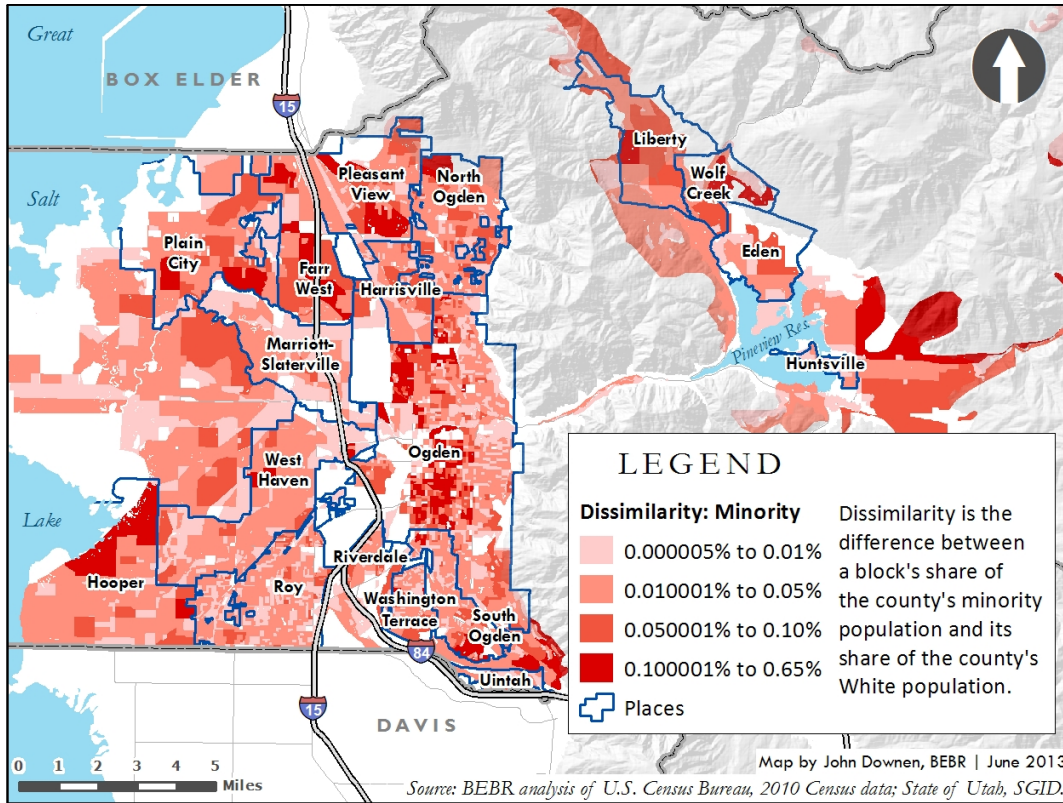 Great
BOX ELDER
15
Salt
Pleasant
View
North
Ogden
Liberty
Wolf
Creek
Plain
City
Farr
West
Harrisville
Eden
Marriott-
Slaterville
Pineview Res.
Huntsville
Ogden
West
Haven
Lake
Riverdale
Hooper
Roy
Washington
Terrace
South
Ogden
84
Uintah
15
DAVIS
LEGEND
Dissimilarity: Minority
0.000005% to 0.01%
0.010001% to 0.05%
0.050001% to 0.10%
0.100001% to 0.65%
Places
Dissimilarity is the
difference between
a block's share of
the county's minority
population and its
share of the county's
White population.
0 1 2 3 4 5
Miles
Map by John Downen, BEBR | June 2013
Source: BEBR analysis of U.S. Census Bureau, 2010 Census data; State of Utah, SGID.